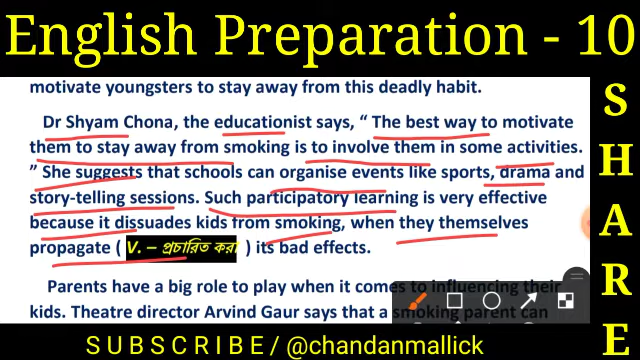 English Preparation - 10
motivate youngsters to stay away from this deadly habit.
Dr Shyam Chona, the educationist says, “ The best way to motivate
them to stay away from smoking is to involve them in some activities.
” She suggests that schools can organise events like sports, drama and
story-telling sessions. Such participatory learning is very effective
because it dissuades kids from smoking, when they themselves
propagate ( V. – প্রচারিত করা ) its bad effects.
Parents have a big role to play when it comes to influencing their
kids. Theatre director Arvind Gaur says that a smoking parent can
SUBSCRIBE/ @chandanmallick
SHARE